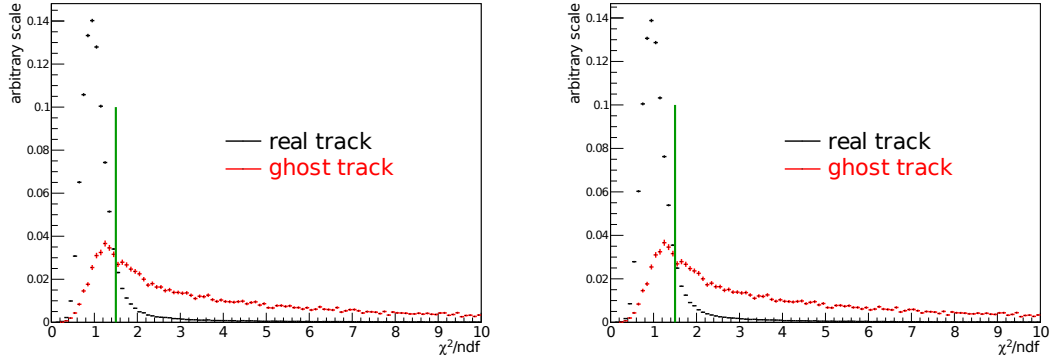 arbitrary scale
0.14
0.12
0.1
0.08
0.06
0.04
0.02
0
real track
ghost track
0 1 2 3 4 5 6 7 8 9 10
χ²/ndf
arbitrary scale
0.14
0.12
0.1
0.08
0.06
0.04
0.02
0
real track
ghost track
0 1 2 3 4 5 6 7 8 9 10
χ²/ndf